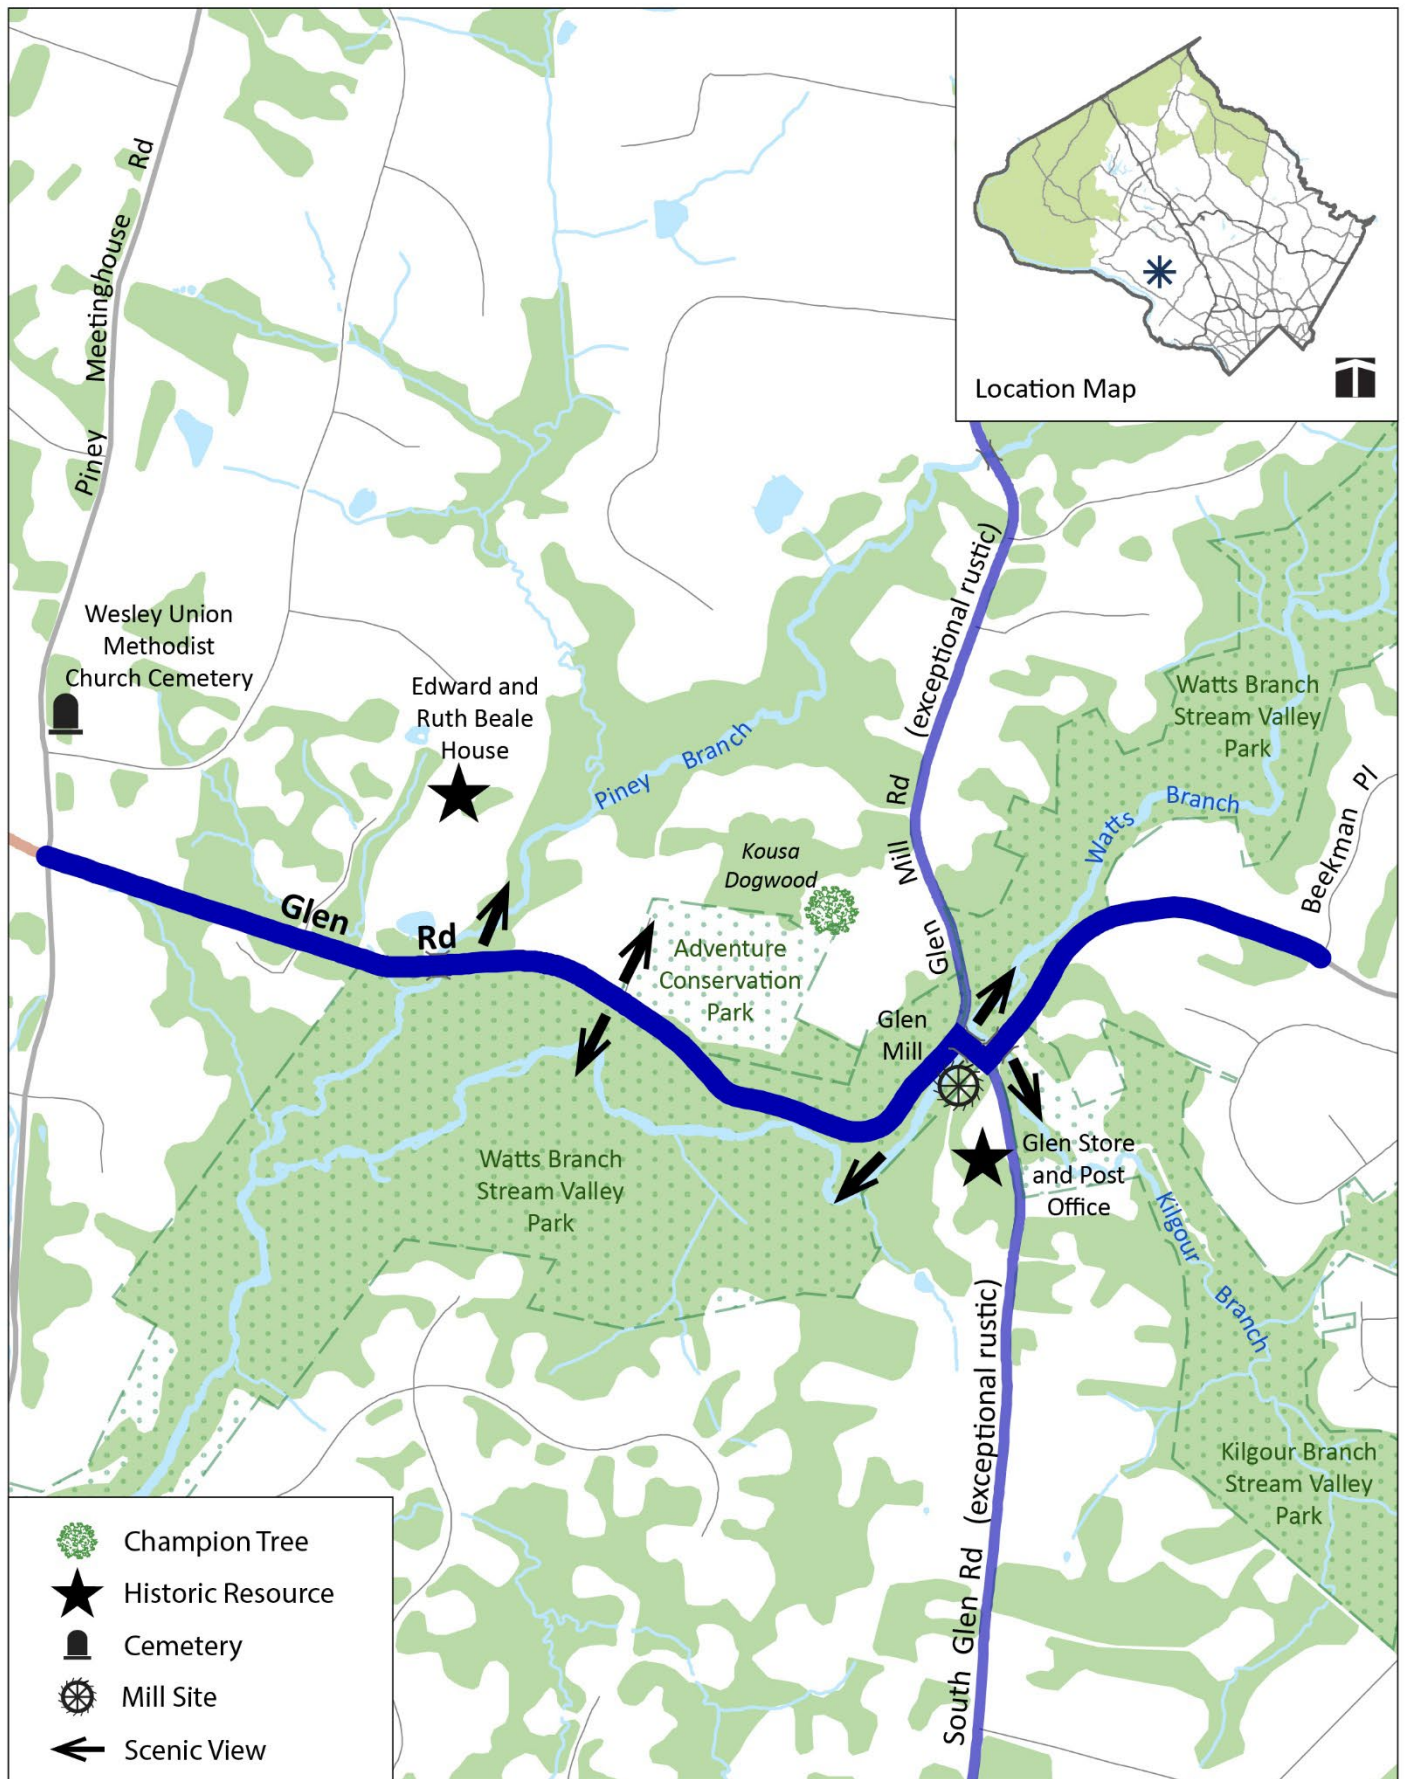 Location Map
Piney Meetinghouse Rd
Wesley Union
Methodist
Church Cemetery
Edward and
Ruth Beale
House
Piney Branch
Glen Mill Rd (exceptional rustic)
Watts Branch
Stream Valley
Park
Watts Branch
Beekman Pl
Kousa
Dogwood
Glen Rd
Adventure
Conservation
Park
Glen
Mill
Glen Store
and Post
Office
Watts Branch
Stream Valley
Park
Kilgour Branch
South Glen Rd (exceptional rustic)
Kilgour Branch
Stream Valley
Park
Champion Tree
Historic Resource
Cemetery
Mill Site
Scenic View